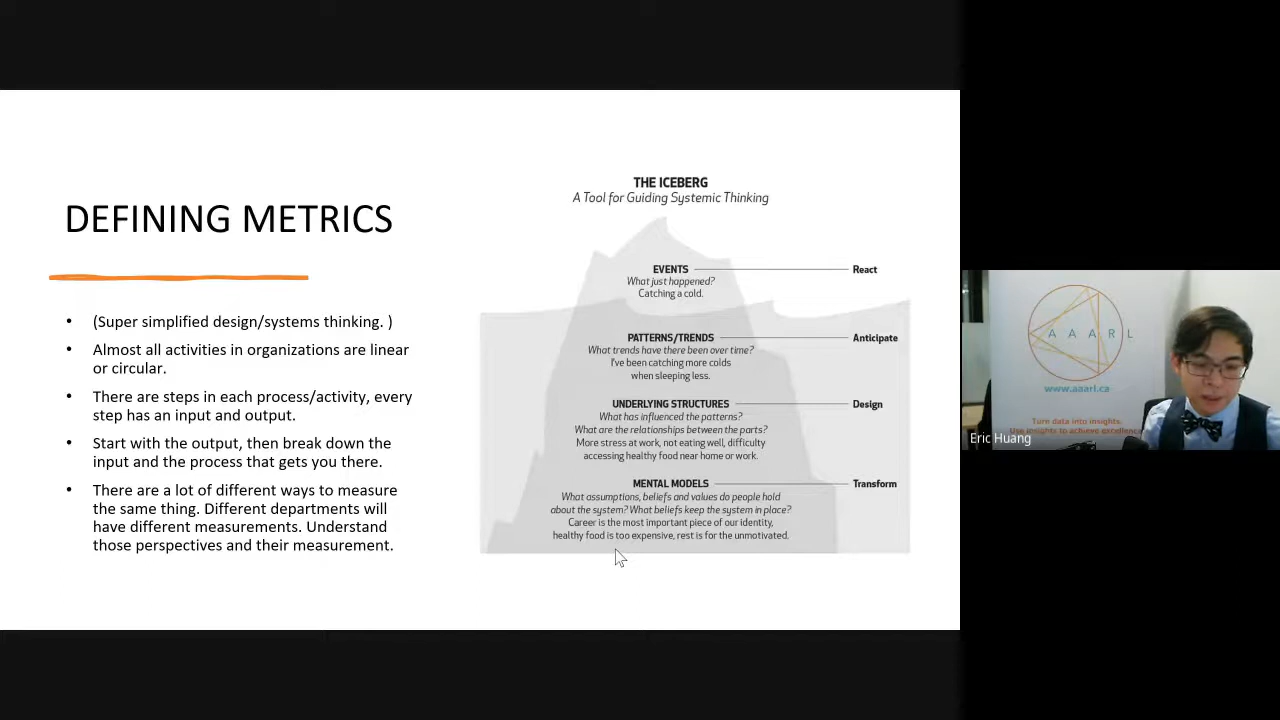 DEFINING METRICS
• (Super simplified design/systems thinking. )
• Almost all activities in organizations are linear
or circular.
• There are steps in each process/activity, every
step has an input and output.
• Start with the output, then break down the
input and the process that gets you there.
• There are a lot of different ways to measure
the same thing. Different departments will
have different measurements. Understand
those perspectives and their measurement.
THE ICEBERG
A Tool for Guiding Systemic Thinking
EVENTS
React
What just happened?
Catching a cold.
PATTERNS/TRENDS
Anticipate
What trends have there been over time?
I've been catching more colds
when sleeping less.
UNDERLYING STRUCTURES
Design
What has influenced the patterns?
What are the relationships between the parts?
More stress at work, not eating well, difficulty
accessing healthy food near home or work.
MENTAL MODELS
Transform
What assumptions, beliefs and values do people hold
about the system? What beliefs keep the system in place?
Career is the most important piece of our identity,
healthy food is too expensive, rest is for the unmotivated.
A A A R L
www.aaarl.ca
Turn data into insights.
Use insights to achieve excellence.
Eric Huang